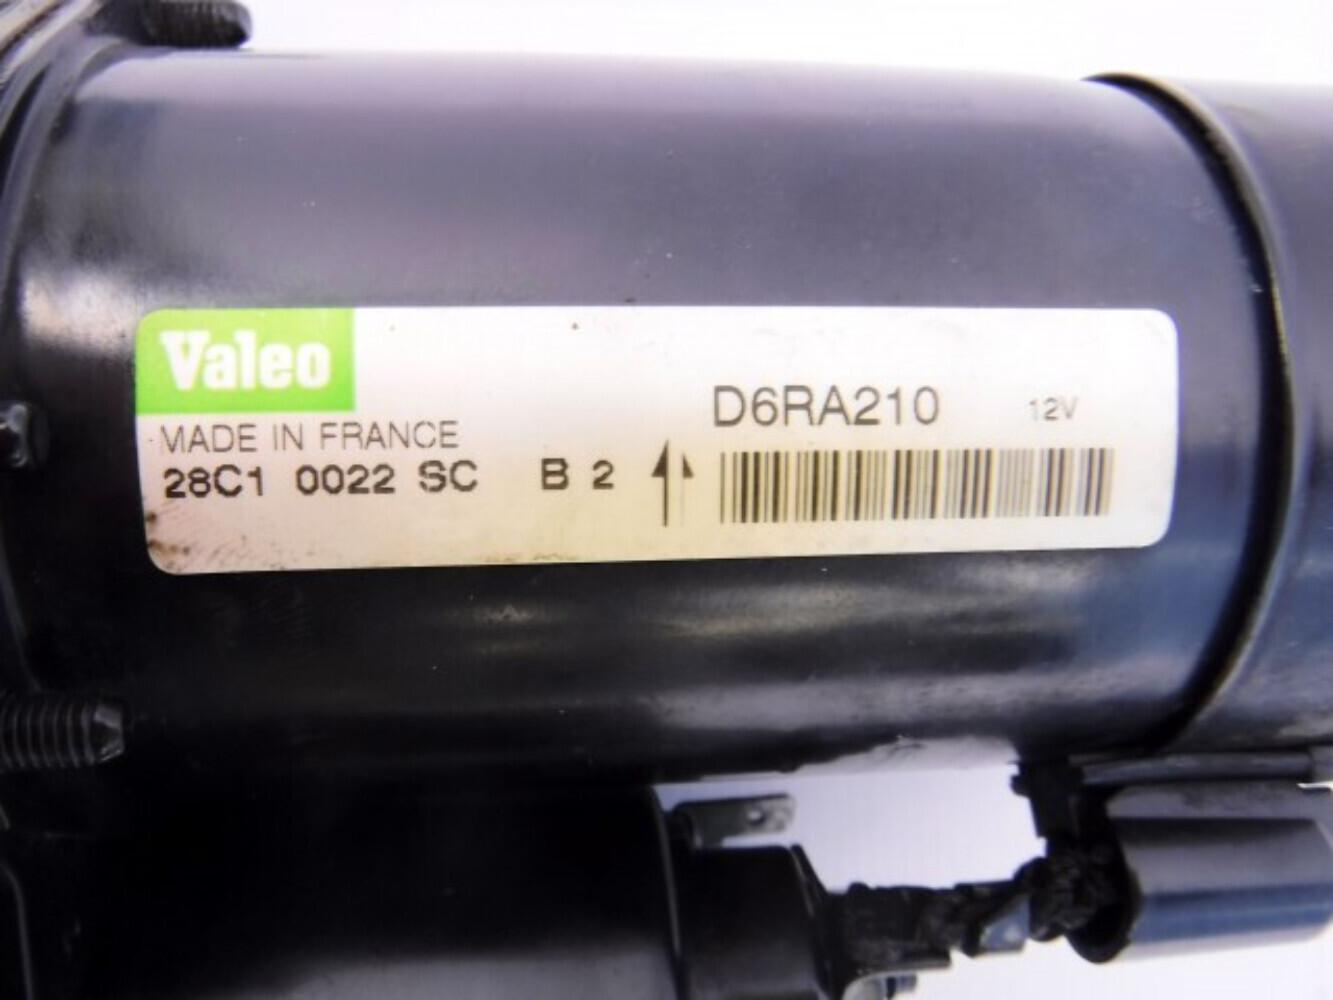 Valeo
MADE IN FRANCE
28C1 0022 SC B 2
D6RA210 12V